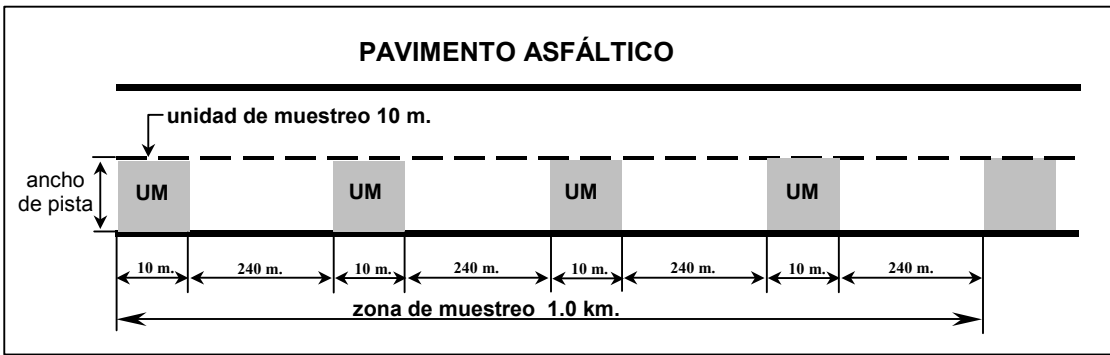 PAVIMENTO ASFÁLTICO
unidad de muestreo 10 m.
ancho
de pista
UM UM UM UM
10 m. 240 m. 10 m. 240 m. 10 m. 240 m. 10 m. 240 m.
zona de muestreo 1.0 km.